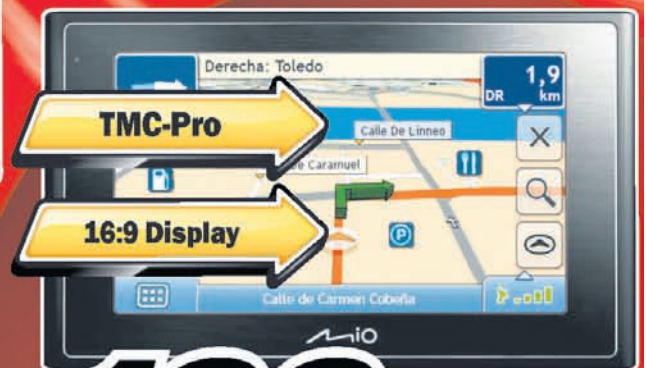 Derecha: Toledo
1,9
DR km
TMC-Pro
Calle De Linneo
e Caramuel
P
16:9 Display
Calle de Carmen Cobeña
Mio